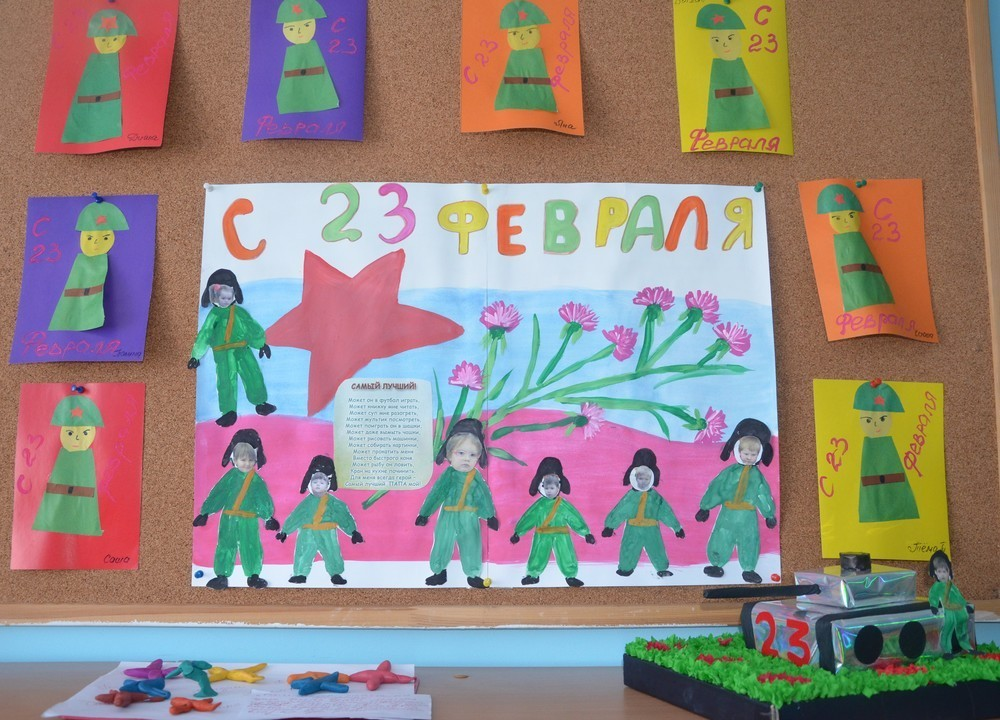 С
23
Февраля
С 23
февраля
С
23
Февраля
С
23
Февраля
С 23 ФЕВРАЛЯ
С
23
Февраля
САМЫЙ ЛУЧШИЙ!
Может он в футбол играть,
Может книжку мне читать,
Может суп мне разогреть,
Может мультик посмотреть,
Может поиграть он в шашки,
Может даже вымыть чашки,
Может рисовать машинки,
Может собирать картинки,
Может прокатить меня
Вместо быстрого коня.
Может рыбу он ловить,
Кран на кухне починить.
Для меня всегда герой -
Самый лучший ПАПА мой!
С 23
Саша
С 23
февраля
23